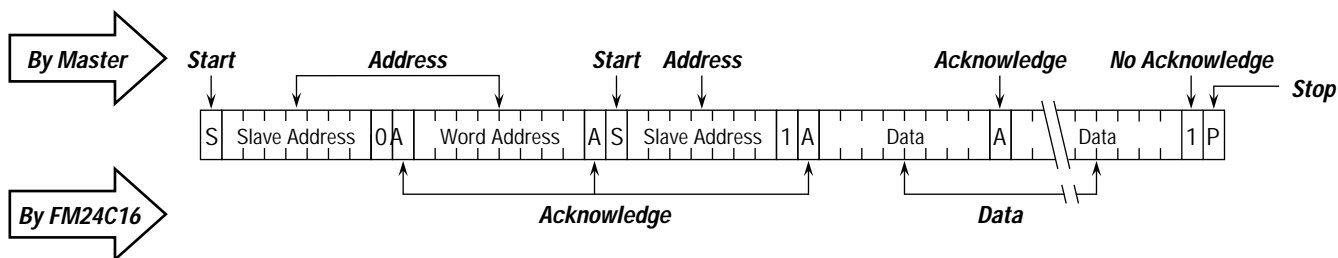 By Master
Start Address Start Address Acknowledge No Acknowledge
Stop
S Slave Address 0 A Word Address A S Slave Address 1 A Data A Data 1 P
By FM24C16
Acknowledge Data